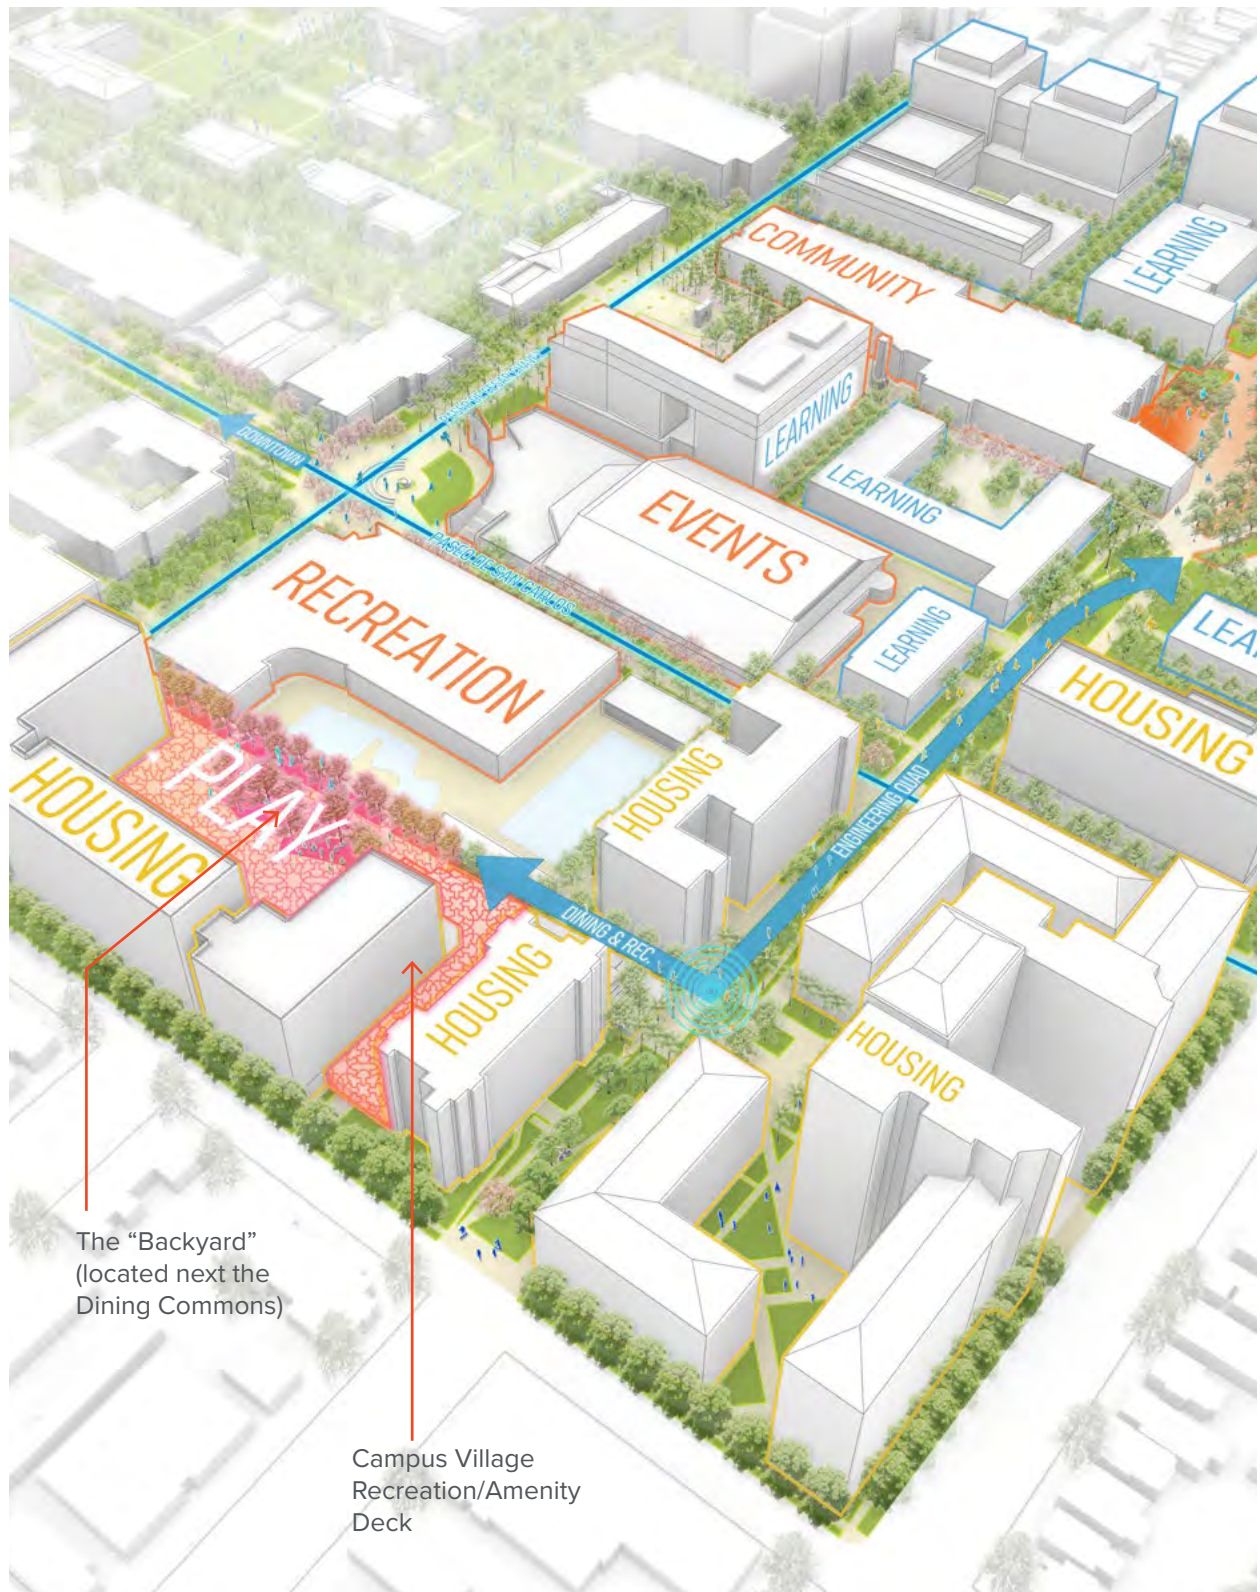 COMMUNITY
LEARNING
LEARNING
LEARNING
EVENTS
DOWNTOWN
PASEO DE SAN CARLOS
RECREATION
LEARNING
LEA
HOUSING
PLAY
HOUSING
HOUSING
ENGINEERING QUAD
DINING & REC.
HOUSING
HOUSING
The “Backyard”
(located next the
Dining Commons)
Campus Village
Recreation/Amenity
Deck